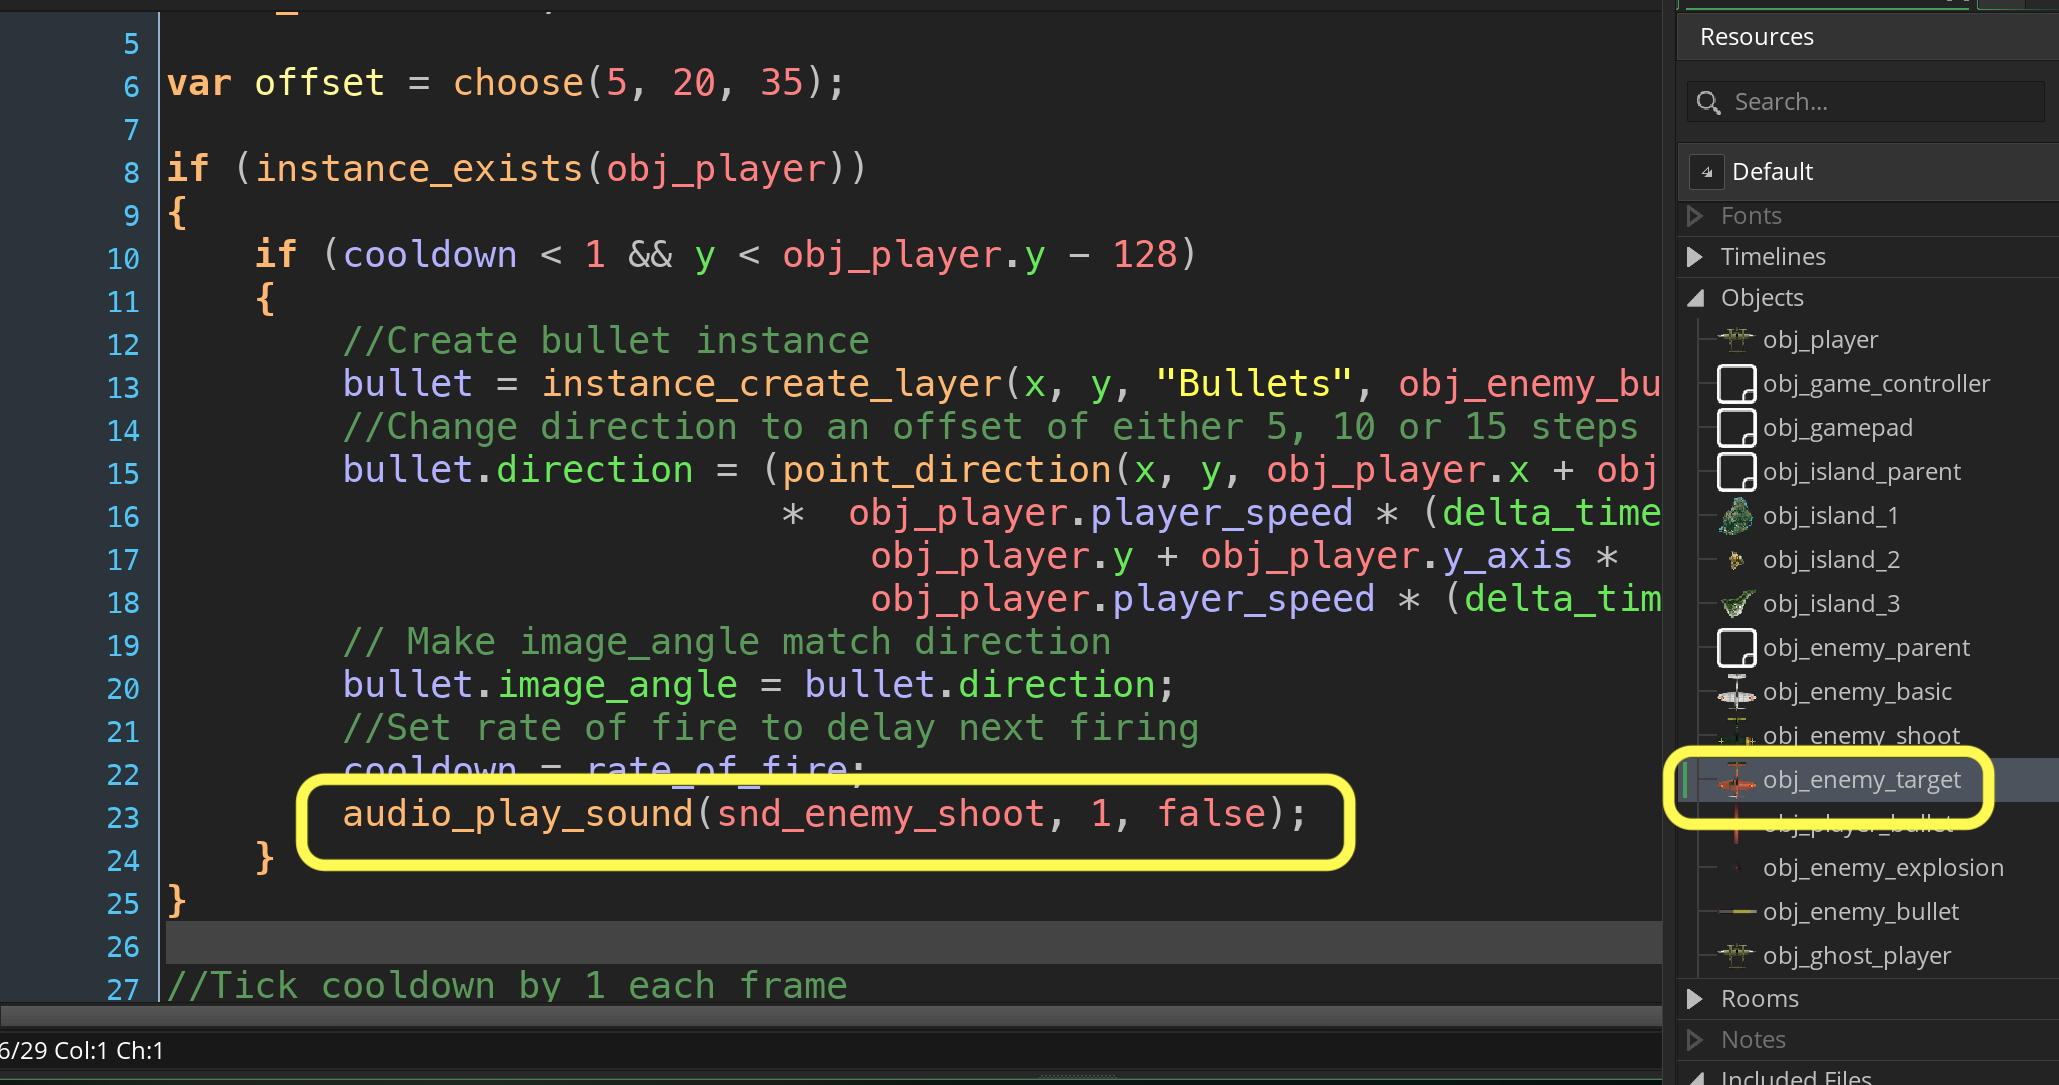 5
6 var offset = choose(5, 20, 35);
7
8 if (instance_exists(obj_player))
9 {
10 if (cooldown < 1 && y < obj_player.y - 128)
11 {
12 //Create bullet instance
13 bullet = instance_create_layer(x, y, "Bullets", obj_enemy_bu
14 //Change direction to an offset of either 5, 10 or 15 steps
15 bullet.direction = (point_direction(x, y, obj_player.x + obj
16 * obj_player.player_speed * (delta_time
17 obj_player.y + obj_player.y_axis *
18 obj_player.player_speed * (delta_tim
19 // Make image_angle match direction
20 bullet.image_angle = bullet.direction;
21 //Set rate of fire to delay next firing
22 cooldown = rate_of_fire;
23 audio_play_sound(snd_enemy_shoot, 1, false);
24 }
25 }
26
27 //Tick cooldown by 1 each frame
6/29 Col:1 Ch:1
Resources
Search...
Default
Fonts
Timelines
Objects
obj_player
obj_game_controller
obj_gamepad
obj_island_parent
obj_island_1
obj_island_2
obj_island_3
obj_enemy_parent
obj_enemy_basic
obj_enemy_shoot
obj_enemy_target
obj_player_bullet
obj_enemy_explosion
obj_enemy_bullet
obj_ghost_player
Rooms
Notes
Included Files